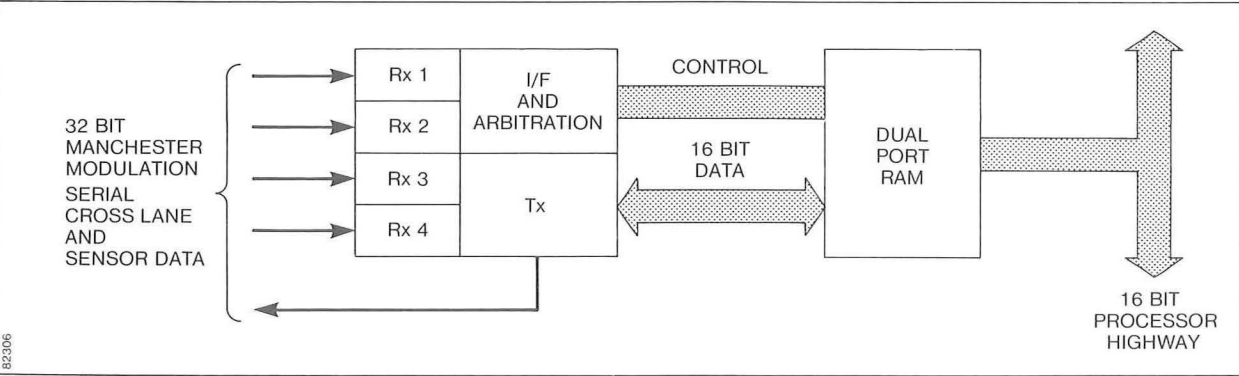 32 BIT
MANCHESTER
MODULATION
SERIAL
CROSS LANE
AND
SENSOR DATA
Rx 1
Rx 2
Rx 3
Rx 4
I/F
AND
ARBITRATION
Tx
CONTROL
16 BIT
DATA
DUAL
PORT
RAM
16 BIT
PROCESSOR
HIGHWAY
82306